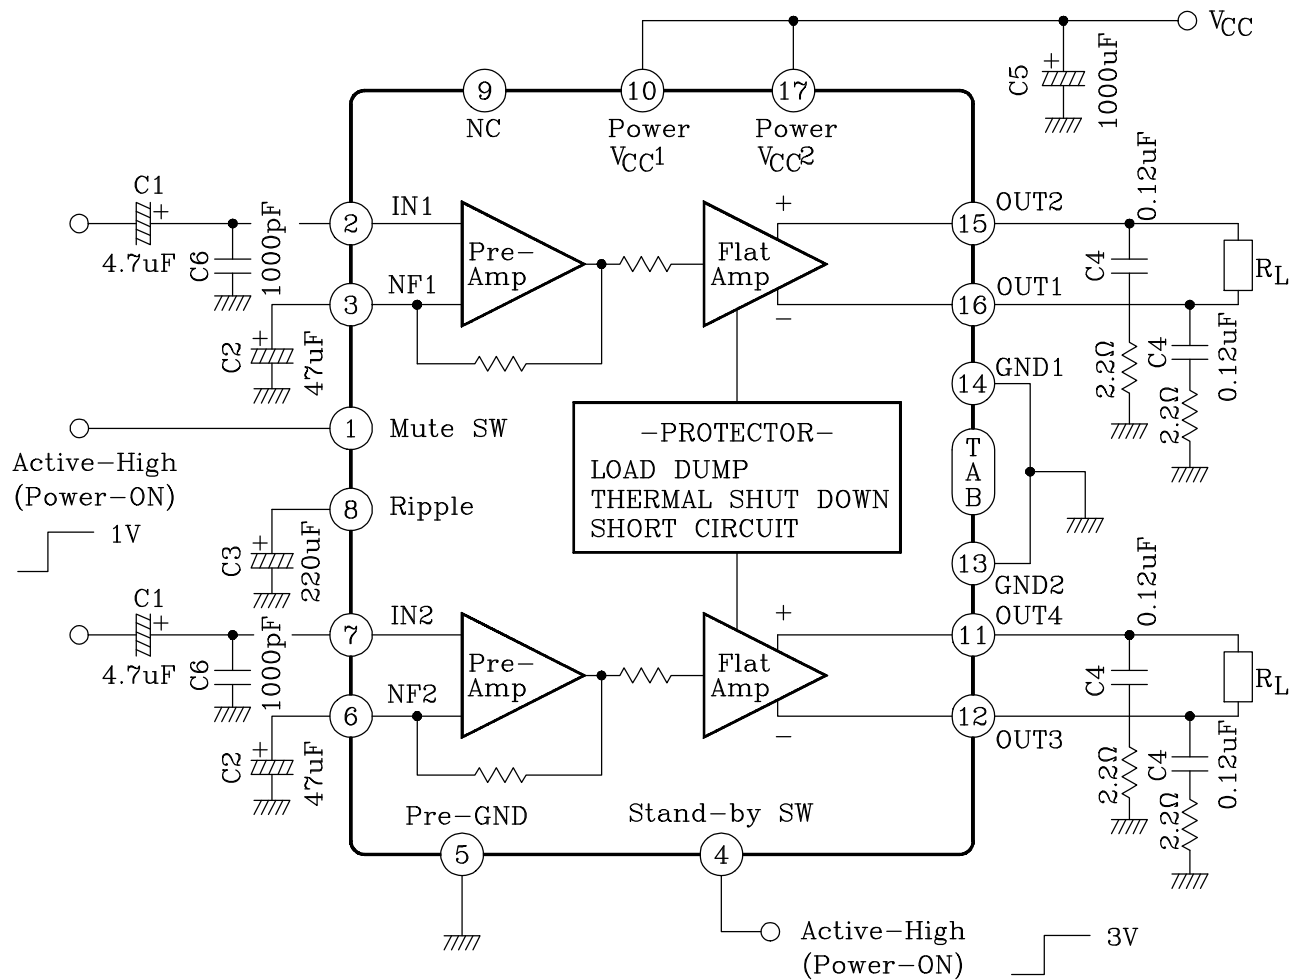 VCC
C5
+
1000uF
9
NC
10
Power
VCC1
17
Power
VCC2
C1
+
4.7uF
C6
1000pF
2
IN1
Pre-
Amp
Flat
Amp
+
-
15
OUT2
0.12uF
C4
2.2Ω
RL
3
NF1
+
C2
47uF
16
OUT1
C4
0.12uF
2.2Ω
14
GND1
1
Mute SW
Active-High
(Power-ON)
1V
-PROTECTOR-
LOAD DUMP
THERMAL SHUT DOWN
SHORT CIRCUIT
TAB
8
Ripple
+
C3
220uF
13
GND2
C1
+
4.7uF
C6
1000pF
7
IN2
Pre-
Amp
Flat
Amp
+
-
11
OUT4
0.12uF
C4
2.2Ω
RL
6
NF2
+
C2
47uF
12
OUT3
C4
0.12uF
2.2Ω
Pre-GND
5
Stand-by SW
4
Active-High
(Power-ON)
3V